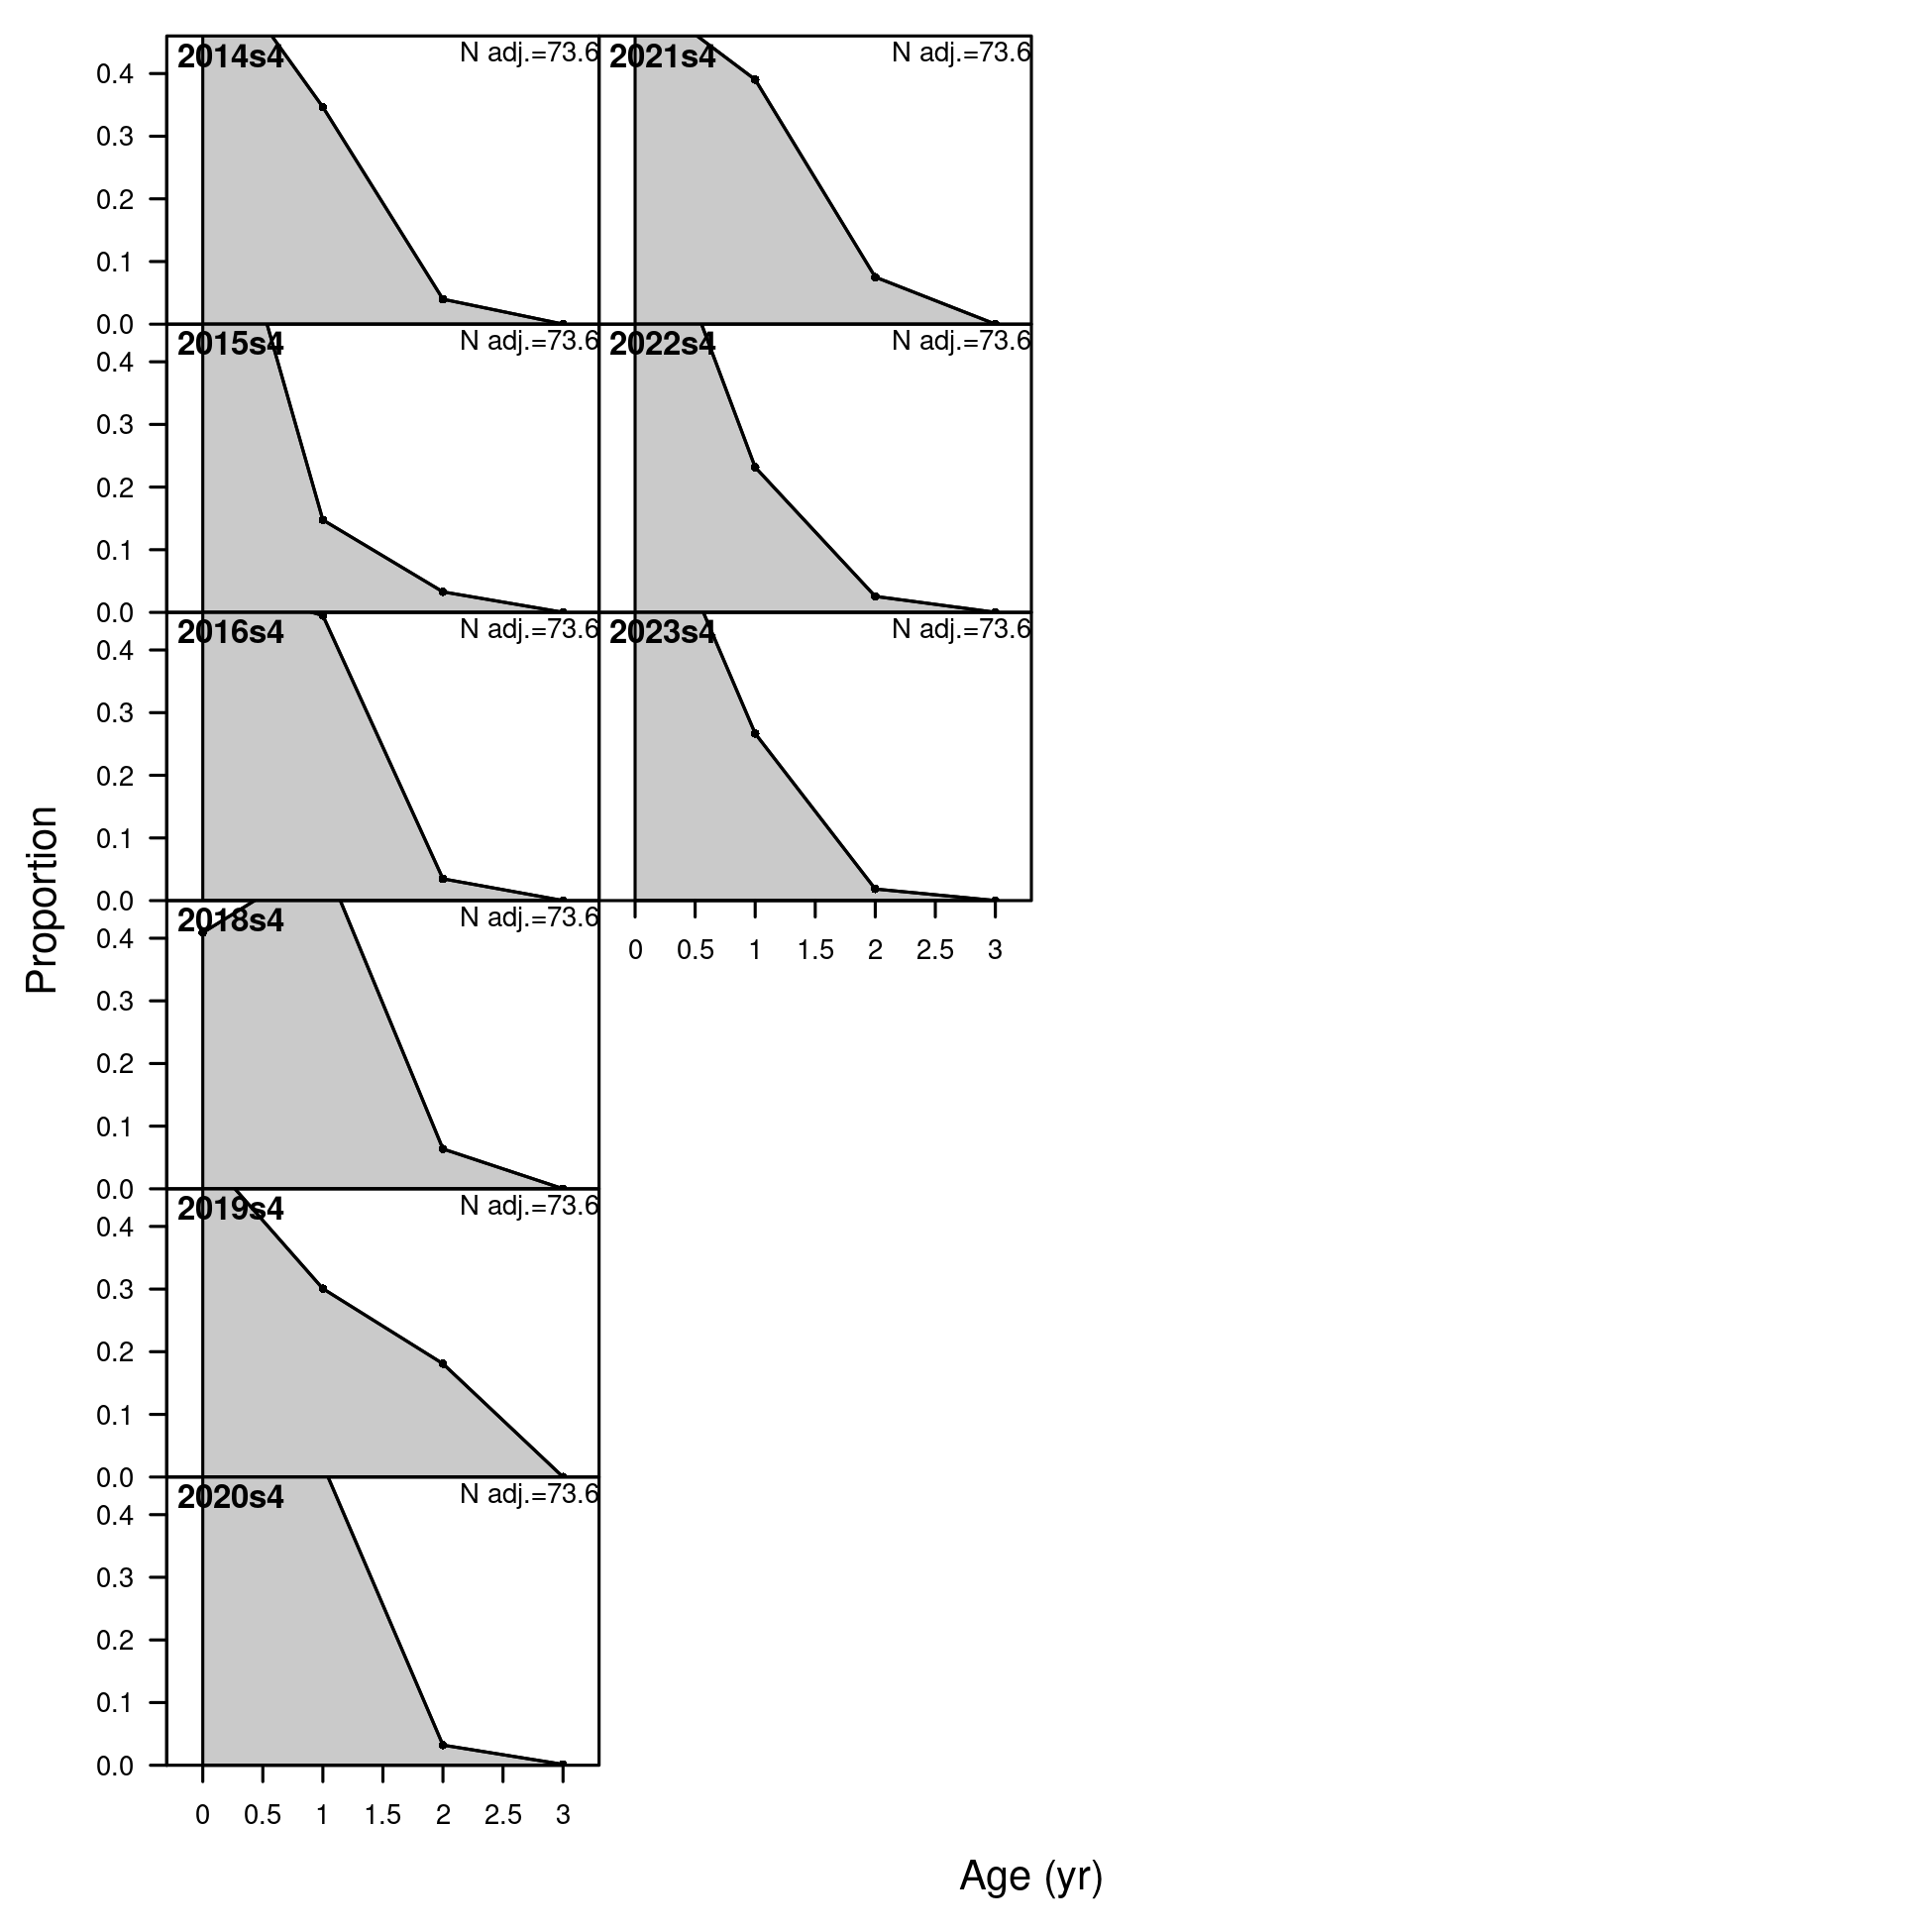 Proportion
2014s4 N adj.=73.6
0.4
0.3
0.2
0.1
0.0
2015s4 N adj.=73.6
0.4
0.3
0.2
0.1
0.0
2016s4 N adj.=73.6
0.4
0.3
0.2
0.1
0.0
2018s4 N adj.=73.6
0.4
0.3
0.2
0.1
0.0
2019s4 N adj.=73.6
0.4
0.3
0.2
0.1
0.0
2020s4 N adj.=73.6
0.4
0.3
0.2
0.1
0.0
0 0.5 1 1.5 2 2.5 3
2021s4 N adj.=73.6
2022s4 N adj.=73.6
2023s4 N adj.=73.6
0 0.5 1 1.5 2 2.5 3
Age (yr)